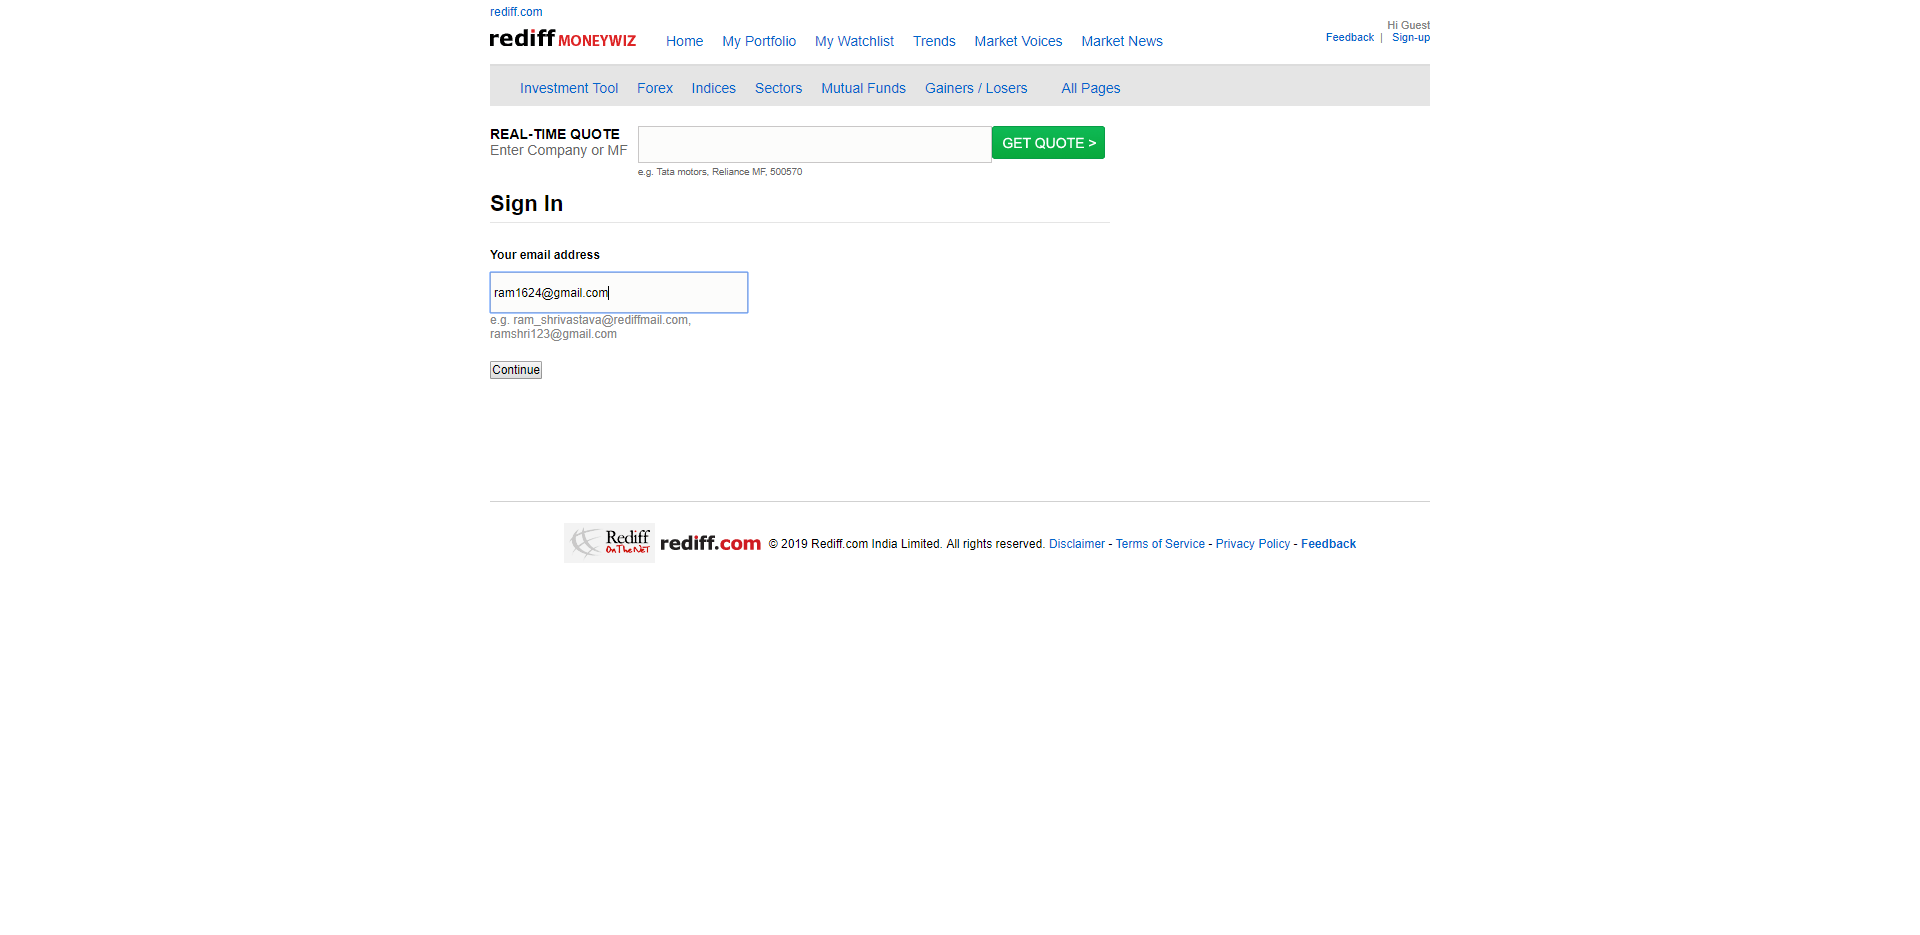 rediff.com
rediff MONEYWIZ Home My Portfolio My Watchlist Trends Market Voices Market News
Hi Guest
Feedback | Sign-up
Investment Tool Forex Indices Sectors Mutual Funds Gainers / Losers All Pages
REAL-TIME QUOTE
Enter Company or MF
GET QUOTE >
e.g. Tata motors, Reliance MF, 500570
Sign In
Your email address
ram1624@gmail.com
e.g. ram_shrivastava@rediffmail.com,
ramshri123@gmail.com
Continue
Rediff
On The NeT
rediff.com © 2019 Rediff.com India Limited. All rights reserved. Disclaimer - Terms of Service - Privacy Policy - Feedback